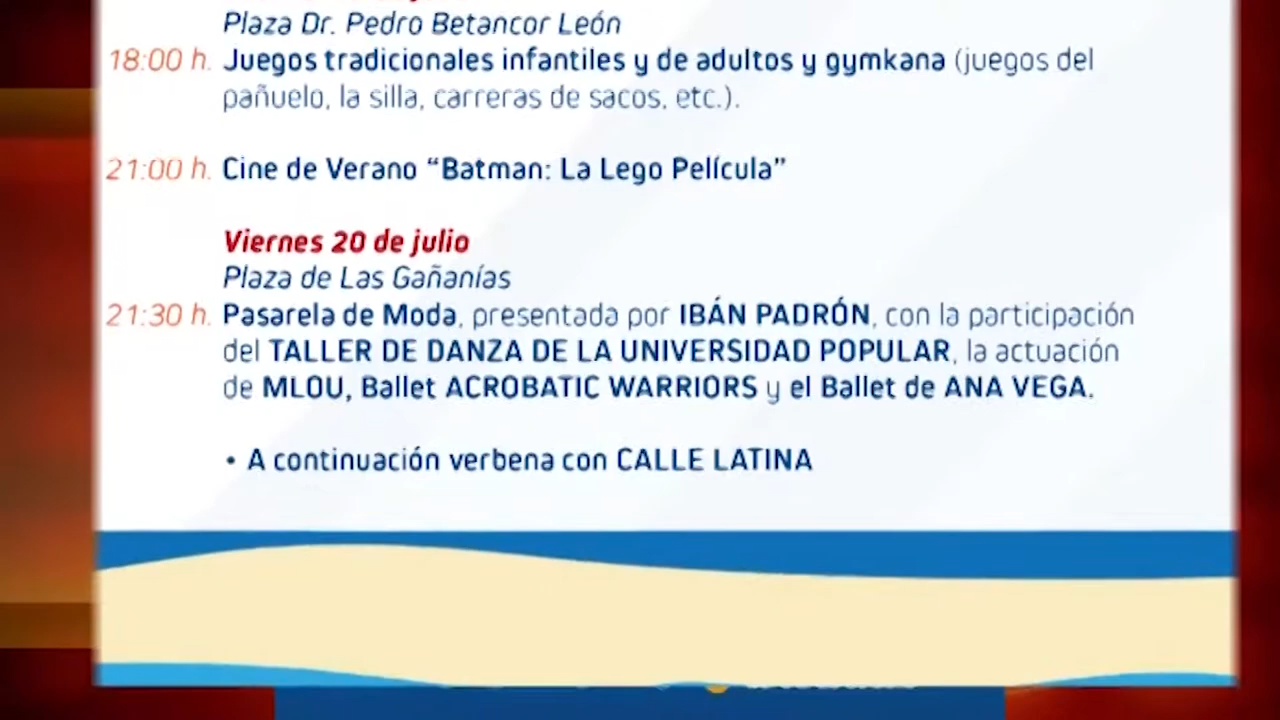 Plaza Dr. Pedro Betancor León
18:00 h. Juegos tradicionales infantiles y de adultos y gymkana (juegos del
pañuelo, la silla, carreras de sacos, etc.).
21:00 h. Cine de Verano “Batman: La Lego Película”
Viernes 20 de julio
Plaza de Las Gañanías
21:30 h. Pasarela de Moda, presentada por IBÁN PADRÓN, con la participación
del TALLER DE DANZA DE LA UNIVERSIDAD POPULAR, la actuación
de MLOU, Ballet ACROBATIC WARRIORS y el Ballet de ANA VEGA.
• A continuación verbena con CALLE LATINA